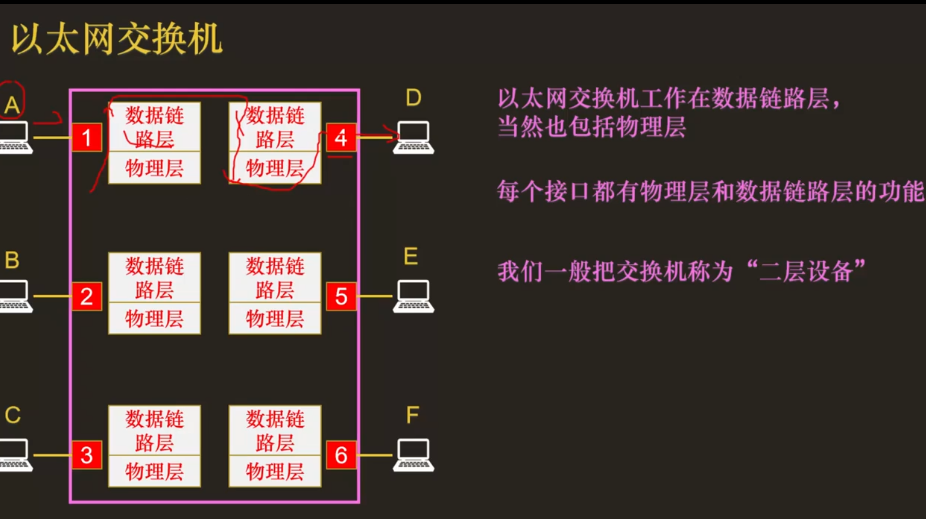 以太网交换机
A
D
1
数据链
路层
物理层
数据链
路层
物理层
4
B
E
2
数据链
路层
物理层
数据链
路层
物理层
5
C
F
3
数据链
路层
物理层
数据链
路层
物理层
6
以太网交换机工作在数据链路层，
当然也包括物理层
每个接口都有物理层和数据链路层的功能
我们一般把交换机称为“二层设备”